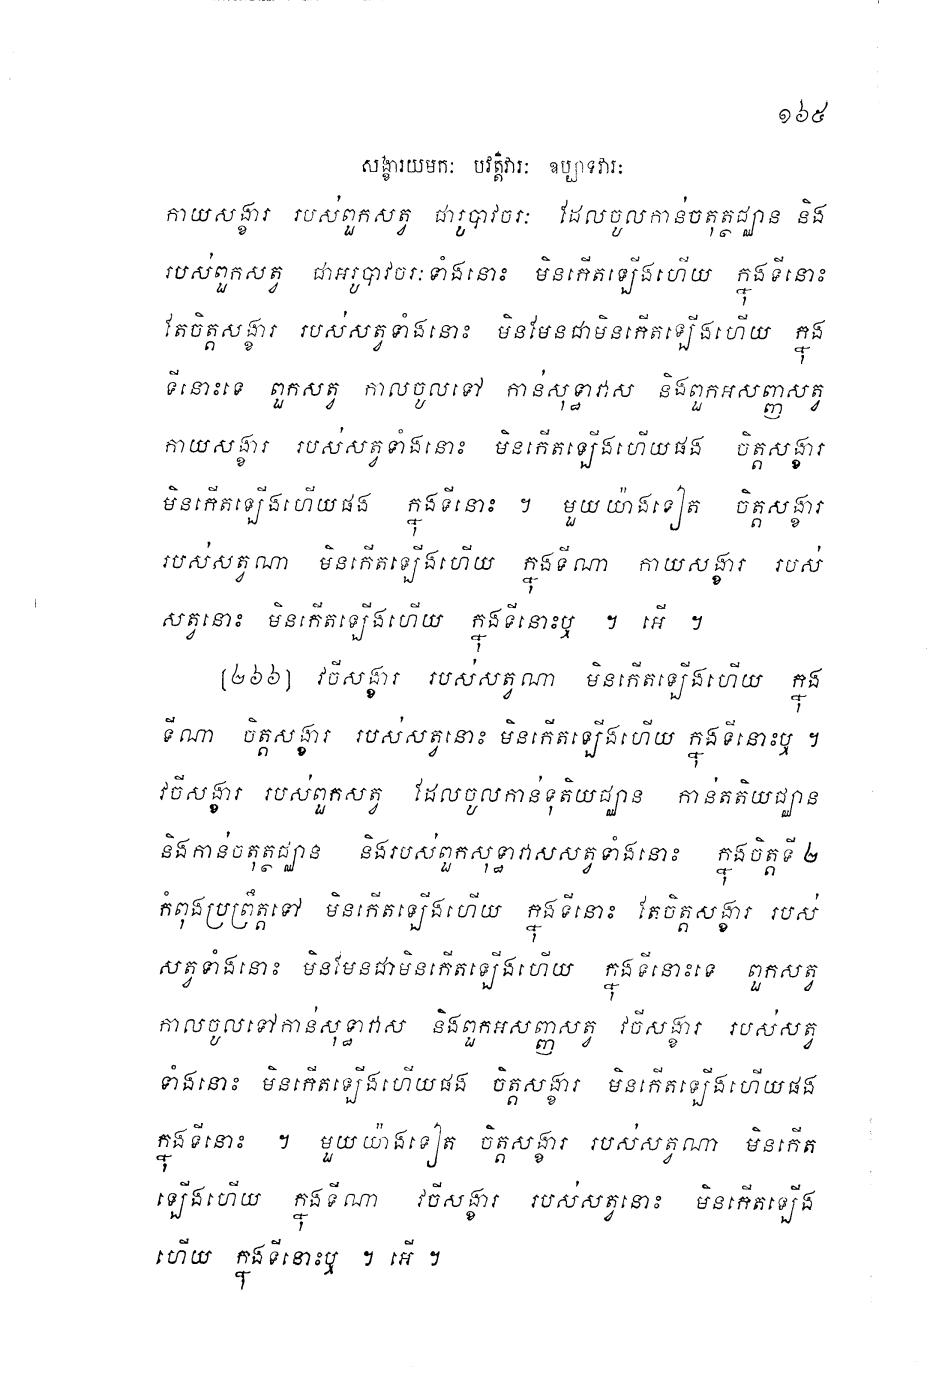 ១៦៥
សង្ខារយមកៈ បវត្តិវារៈ ឧប្បាទវារៈ
កាយសង្ខារ របស់ពួកសត្វ ជារូបាវចរៈ ដែលចូលកាន់ចតុត្ថជ្ឈាន និង
របស់ពួកសត្វ ជាអរូបាវចរៈទាំងនោះ មិនកើតឡើងហើយ ក្នុងទីនោះ
តែចិត្តសង្ខារ របស់សត្វទាំងនោះ មិនមែនជាមិនកើតឡើងហើយ ក្នុង
ទីនោះទេ ពួកសត្វ កាលចូលទៅ កាន់សុទ្ធាវាស និងពួកអសញ្ញសត្វ
កាយសង្ខារ របស់សត្វទាំងនោះ មិនកើតឡើងហើយផង ចិត្តសង្ខារ
មិនកើតឡើងហើយផង ក្នុងទីនោះ ។ មួយយ៉ាងទៀត ចិត្តសង្ខារ
របស់សត្វណា មិនកើតឡើងហើយ ក្នុងទីណា កាយសង្ខារ របស់
សត្វនោះ មិនកើតឡើងហើយ ក្នុងទីនោះឬ ។ អើ ។
[២៦៦] វចីសង្ខារ របស់សត្វណា មិនកើតឡើងហើយ ក្នុង
ទីណា ចិត្តសង្ខារ របស់សត្វនោះ មិនកើតឡើងហើយ ក្នុងទីនោះឬ ។
វចីសង្ខារ របស់ពួកសត្វ ដែលចូលកាន់ទុតិយជ្ឈាន កាន់តតិយជ្ឈាន
និងកាន់ចតុត្ថជ្ឈាន និងរបស់ពួកសុទ្ធាវាសសត្វទាំងនោះ ក្នុងចិត្តទី ២
កំពុងប្រព្រឹត្តទៅ មិនកើតឡើងហើយ ក្នុងទីនោះ តែចិត្តសង្ខារ របស់
សត្វទាំងនោះ មិនមែនជាមិនកើតឡើងហើយ ក្នុងទីនោះទេ ពួកសត្វ
កាលចូលទៅកាន់សុទ្ធាវាស និងពួកអសញ្ញសត្វ វចីសង្ខារ របស់សត្វ
ទាំងនោះ មិនកើតឡើងហើយផង ចិត្តសង្ខារ មិនកើតឡើងហើយផង
ក្នុងទីនោះ ។ មួយយ៉ាងទៀត ចិត្តសង្ខារ របស់សត្វណា មិនកើត
ឡើងហើយ ក្នុងទីណា វចីសង្ខារ របស់សត្វនោះ មិនកើតឡើង
ហើយ ក្នុងទីនោះឬ ។ អើ ។